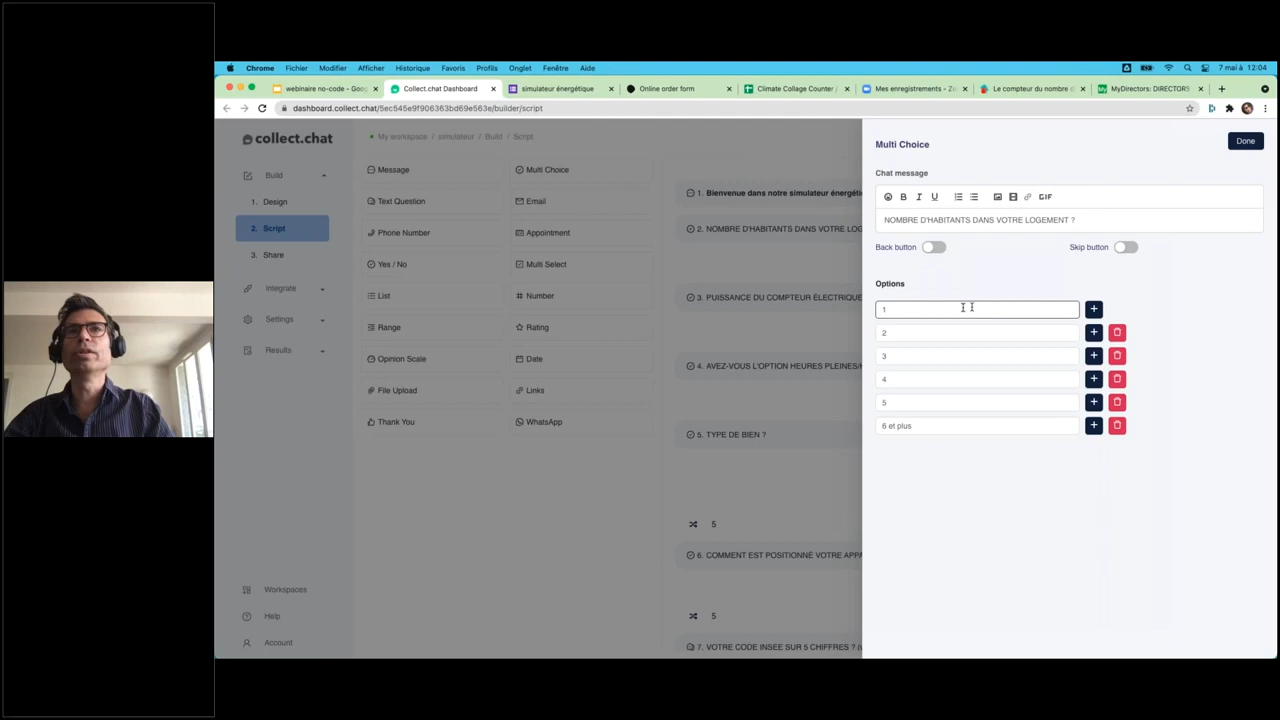 Chrome Fichier Modifier Afficher Historique Favoris Profils Onglet Fenêtre Aide 7 mai à 12:04
webinaire no-code - Goo Collect.chat Dashboard simulateur énergétique Online order form Climate Collage Counter / Mes enregistrements - Zo Le compteur du nombre d MyDirectors: DIRECTORS
dashboard.collect.chat/5ec545e9f906363bd69e563e/builder/script
collect.chat
My workspace / simulateur / Build / Script
Build
1. Design
2. Script
3. Share
Integrate
Settings
Results
Workspaces
Help
Account
Message
Multi Choice
Text Question
Email
Phone Number
Appointment
Yes / No
Multi Select
List
Number
Range
Rating
Opinion Scale
Date
File Upload
Links
Thank You
WhatsApp
1. Bienvenue dans notre simulateur énergéti
2. NOMBRE D'HABITANTS DANS VOTRE LOG
3. PUISSANCE DU COMPTEUR ÉLECTRIQUE
4. AVEZ-VOUS L'OPTION HEURES PLEINES/H
5. TYPE DE BIEN ?
5
6. COMMENT EST POSITIONNÉ VOTRE APPA
5
7. VOTRE CODE INSEE SUR 5 CHIFFRES ? (v
Multi Choice
Done
Chat message
B I U GIF
NOMBRE D'HABITANTS DANS VOTRE LOGEMENT ?
Back button
Skip button
Options
1
2
3
4
5
6 et plus